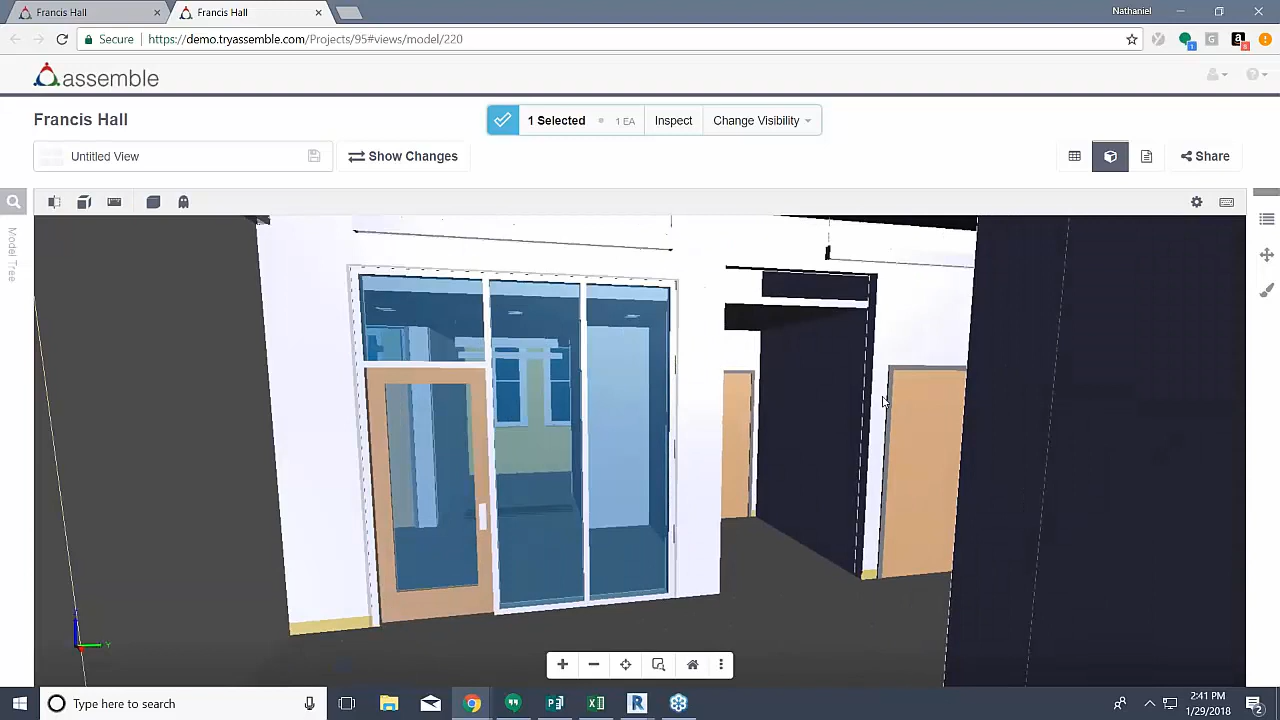 Francis Hall
Francis Hall
Nathaniel
Secure
https://demo.tryassemble.com/Projects/95#views/model/220
assemble
Francis Hall
1 Selected
1 EA
Inspect
Change Visibility
Untitled View
Show Changes
Share
Model Tree
Y
Type here to search
2:41 PM
1/29/2018